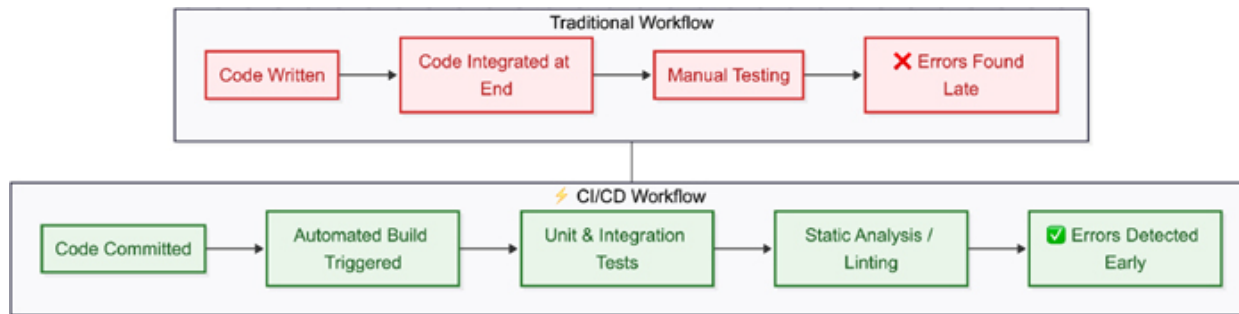 Traditional Workflow
Code Written
Code Integrated at
End
Manual Testing
❌ Errors Found
Late
⚡ CI/CD Workflow
Code Committed
Automated Build
Triggered
Unit & Integration
Tests
Static Analysis /
Linting
✅ Errors Detected
Early